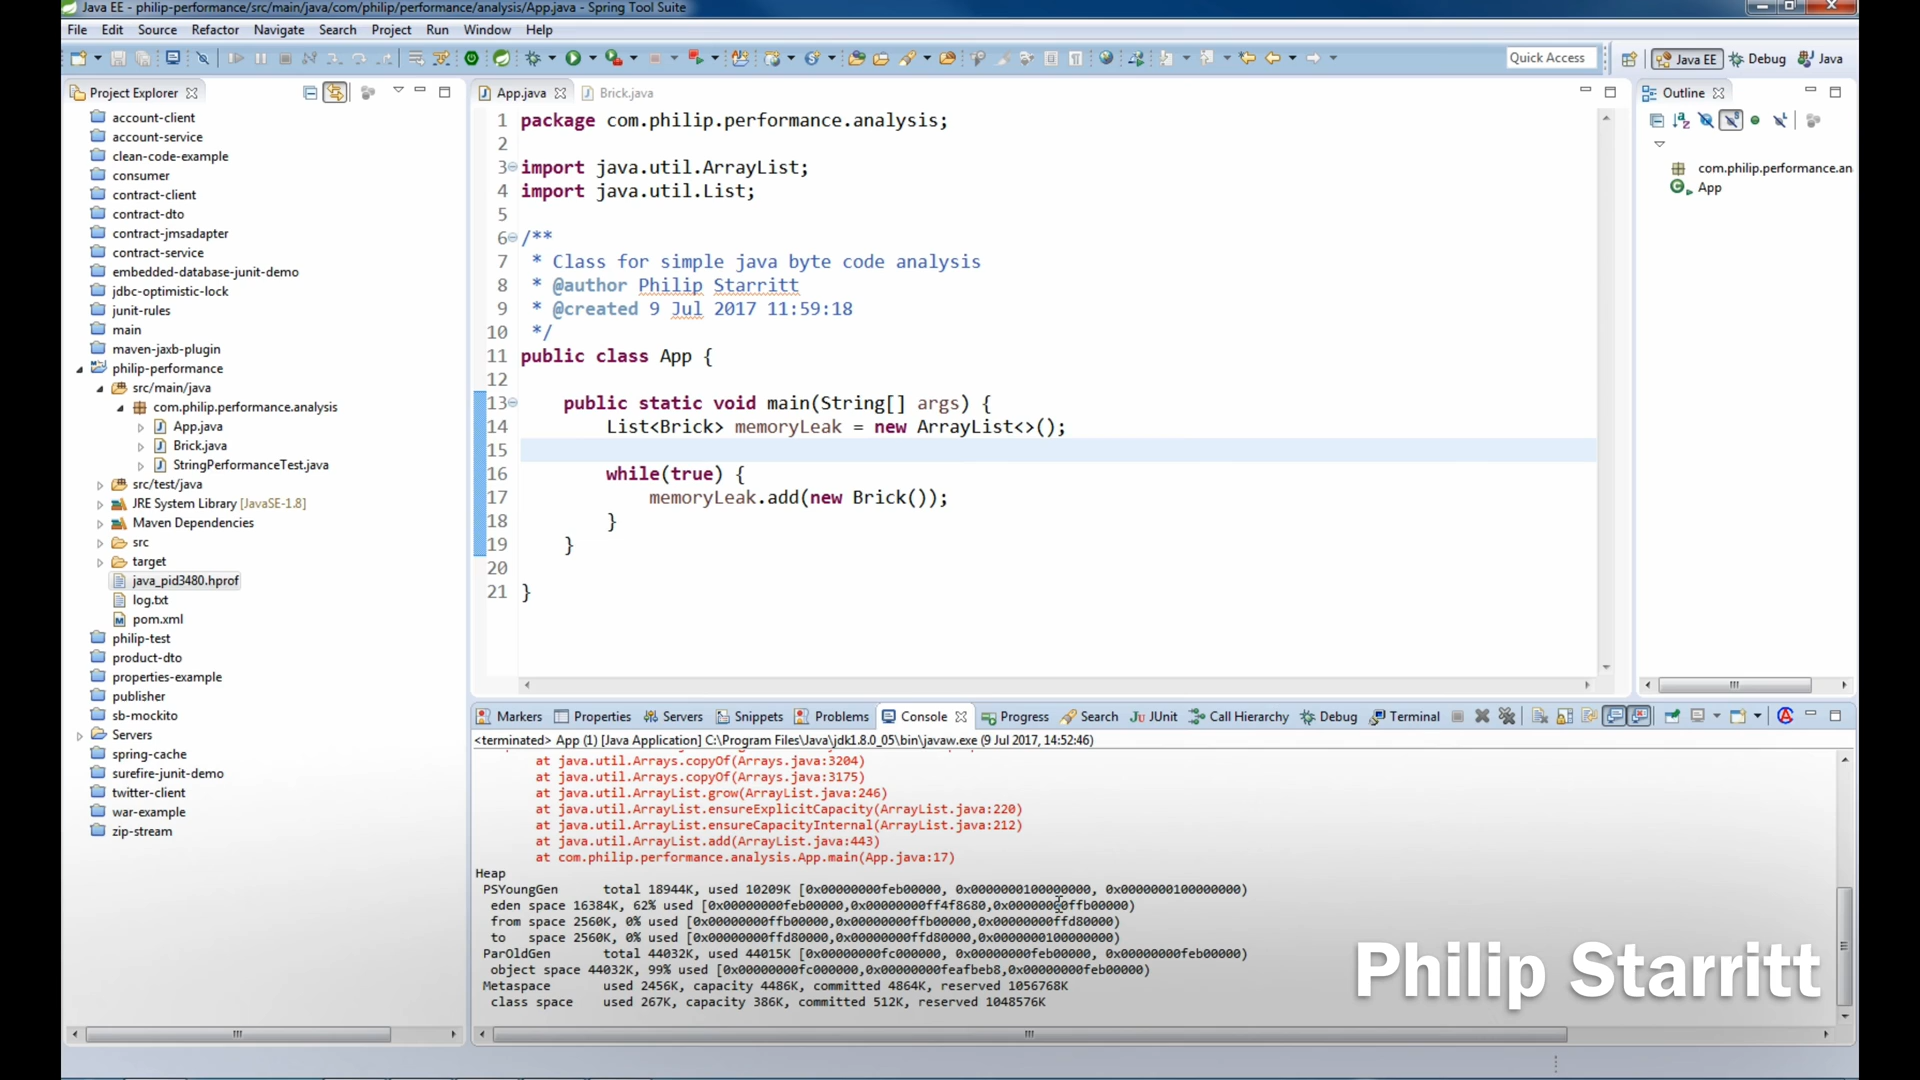 Java EE - philip-performance/src/main/java/com/philip/performance/analysis/App.java - Spring Tool Suite
File Edit Source Refactor Navigate Search Project Run Window Help
Quick Access Java EE Debug Java
Project Explorer
account-client
account-service
clean-code-example
consumer
contract-client
contract-dto
contract-jmsadapter
contract-service
embedded-database-junit-demo
jdbc-optimistic-lock
junit-rules
main
maven-jaxb-plugin
philip-performance
src/main/java
com.philip.performance.analysis
App.java
Brick.java
StringPerformanceTest.java
src/test/java
JRE System Library [JavaSE-1.8]
Maven Dependencies
src
target
java_pid3480.hprof
log.txt
pom.xml
philip-test
product-dto
properties-example
publisher
sb-mockito
Servers
spring-cache
surefire-junit-demo
twitter-client
war-example
zip-stream
App.java Brick.java
1 package com.philip.performance.analysis;
2
3 import java.util.ArrayList;
4 import java.util.List;
5
6 /**
7 * Class for simple java byte code analysis
8 * @author Philip Starritt
9 * @created 9 Jul 2017 11:59:18
10 */
11 public class App {
12
13 public static void main(String[] args) {
14 List<Brick> memoryLeak = new ArrayList<>();
15
16 while(true) {
17 memoryLeak.add(new Brick());
18 }
19 }
20
21 }
Outline
com.philip.performance.an
App
Markers Properties Servers Snippets Problems Console Progress Search JUnit Call Hierarchy Debug Terminal
<terminated> App (1) [Java Application] C:\Program Files\Java\jdk1.8.0_05\bin\javaw.exe (9 Jul 2017, 14:52:46)
at java.util.Arrays.copyOf(Arrays.java:3204)
at java.util.Arrays.copyOf(Arrays.java:3175)
at java.util.ArrayList.grow(ArrayList.java:246)
at java.util.ArrayList.ensureExplicitCapacity(ArrayList.java:220)
at java.util.ArrayList.ensureCapacityInternal(ArrayList.java:212)
at java.util.ArrayList.add(ArrayList.java:443)
at com.philip.performance.analysis.App.main(App.java:17)
Heap
PSYoungGen total 18944K, used 10209K [0x00000000feb00000, 0x0000000100000000, 0x0000000100000000)
eden space 16384K, 62% used [0x00000000feb00000,0x00000000ff4f8680,0x00000000ffb00000)
from space 2560K, 0% used [0x00000000ffb00000,0x00000000ffb00000,0x00000000ffd80000)
to space 2560K, 0% used [0x00000000ffd80000,0x00000000ffd80000,0x0000000100000000)
ParOldGen total 44032K, used 44015K [0x00000000fc000000, 0x00000000feb00000, 0x00000000feb00000)
object space 44032K, 99% used [0x00000000fc000000,0x00000000feafbeb8,0x00000000feb00000)
Metaspace used 2456K, capacity 4486K, committed 4864K, reserved 1056768K
class space used 267K, capacity 386K, committed 512K, reserved 1048576K
Philip Starritt